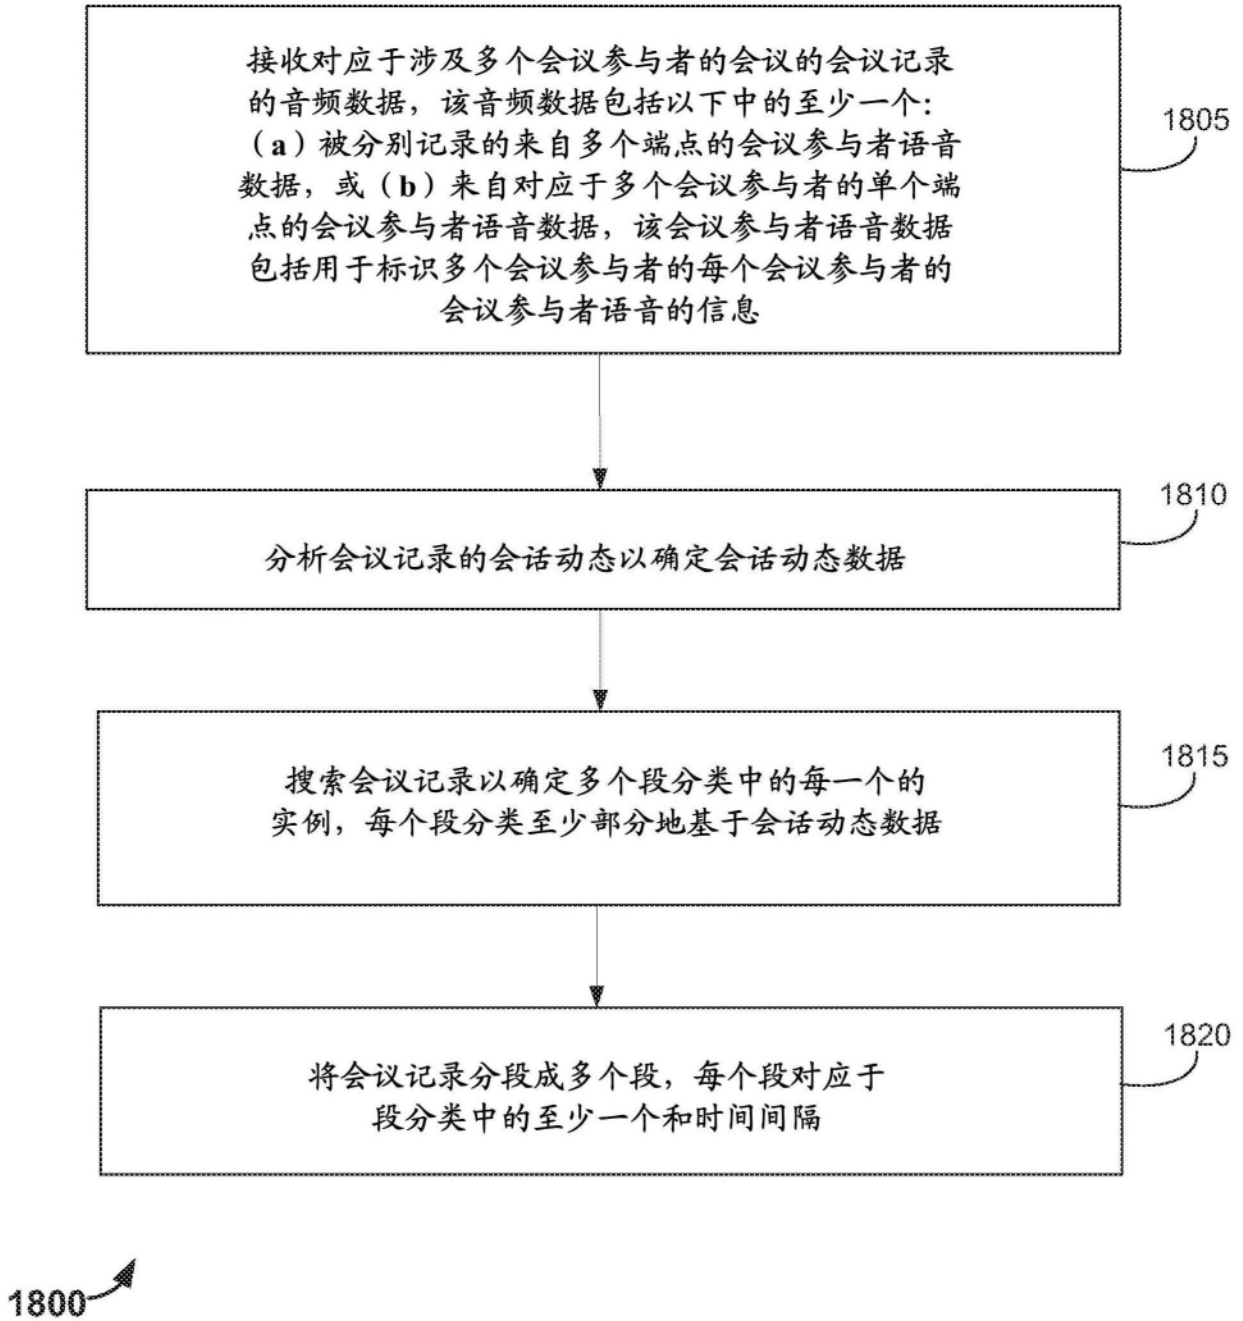 接收对应于涉及多个会议参与者的会议的会议记录
的音频数据，该音频数据包括以下中的至少一个：
（a）被分别记录的来自多个端点的会议参与者语音
数据，或（b）来自对应于多个会议参与者的单个端
点的会议参与者语音数据，该会议参与者语音数据
包括用于标识多个会议参与者的每个会议参与者的
会议参与者语音的信息
1805
1810
分析会议记录的会话动态以确定会话动态数据
1815
搜索会议记录以确定多个段分类中的每一个的
实例，每个段分类至少部分地基于会话动态数据
1820
将会议记录分段成多个段，每个段对应于
段分类中的至少一个和时间间隔
1800